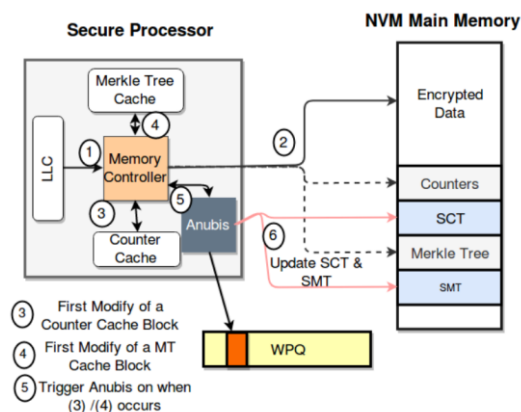 Secure Processor
NVM Main Memory
Merkle Tree
Cache
4
LLC
1
Memory
Controller
2
Encrypted
Data
3
5
Counter
Cache
Anubis
6
Update SCT &
SMT
Counters
SCT
Merkle Tree
SMT
WPQ
3 First Modify of a
Counter Cache Block
4 First Modify of a MT
Cache Block
5 Trigger Anubis on when
(3) /(4) occurs